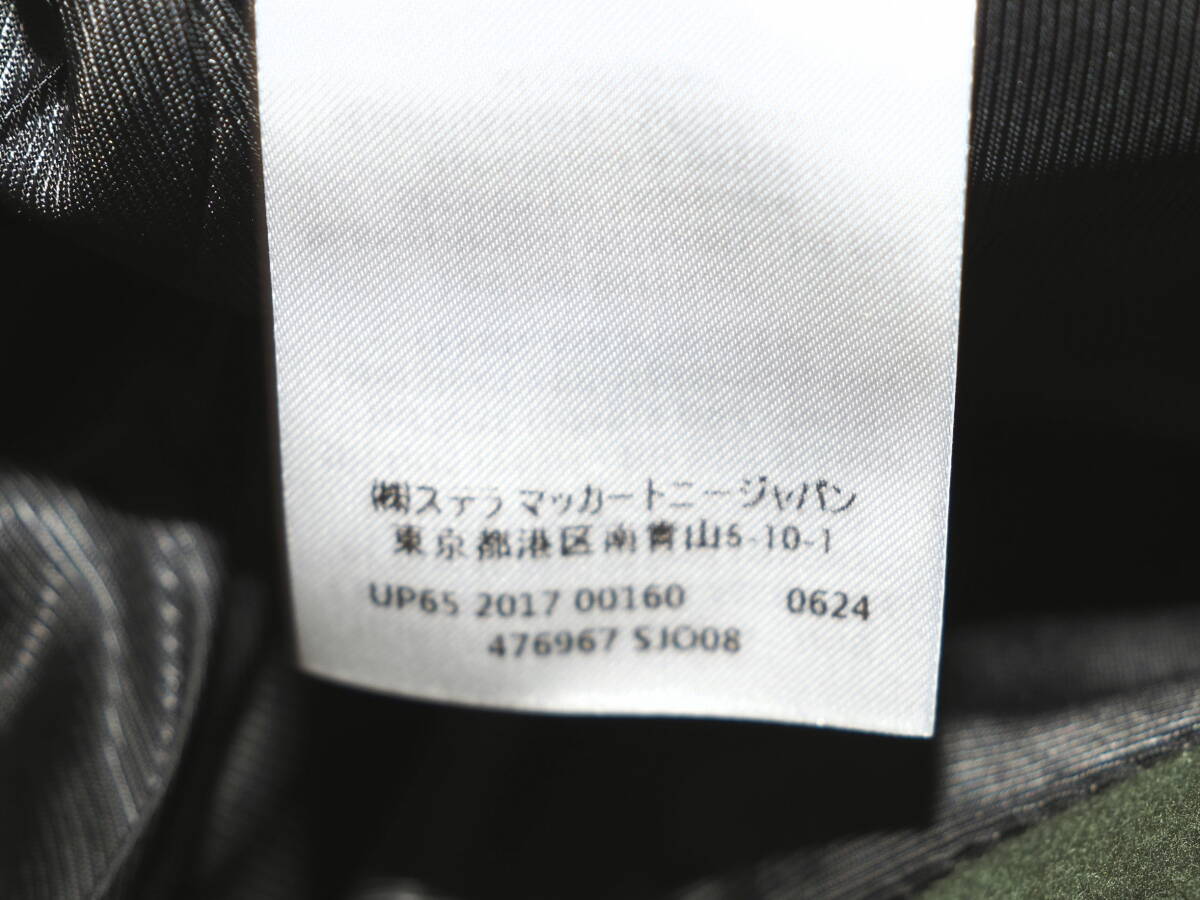 ㈱ステラ マッカートニージャパン
東京都港区南青山5-10-1
UP65 2017 00160 0624
476967 SJO08